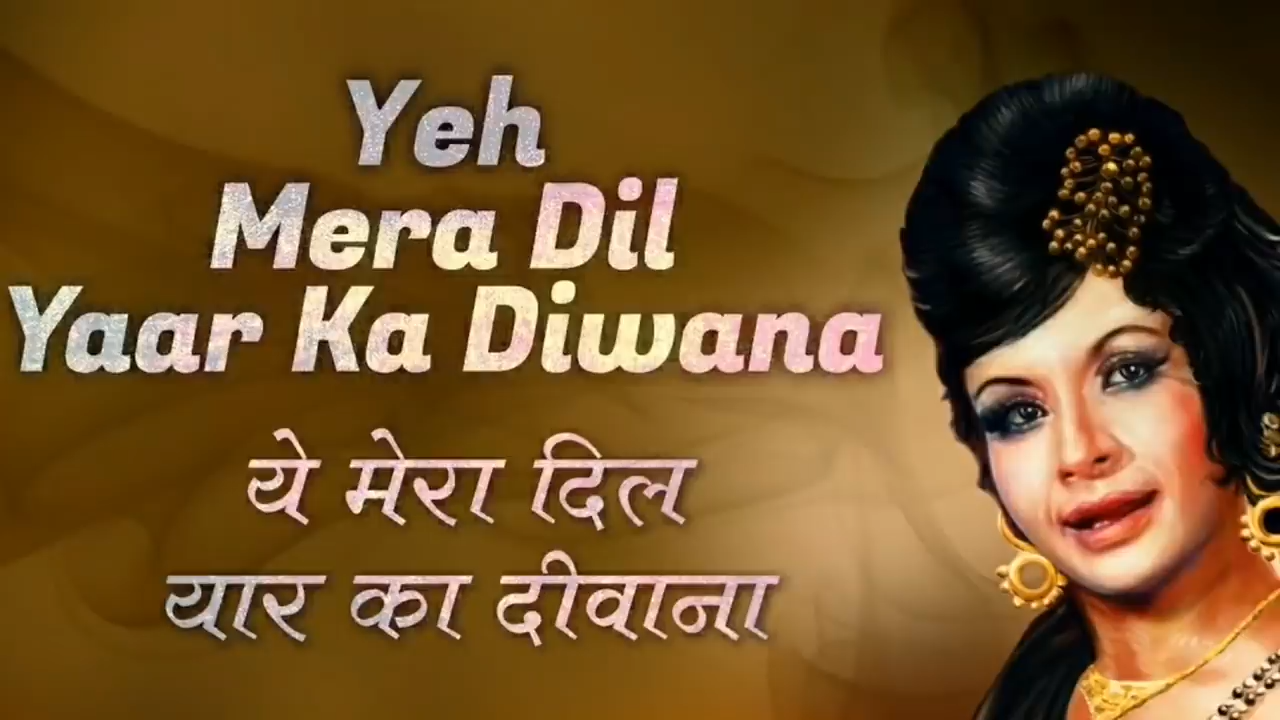 Yeh
Mera Dil
Yaar Ka Diwana
ये मेरा दिल
यार का दीवाना